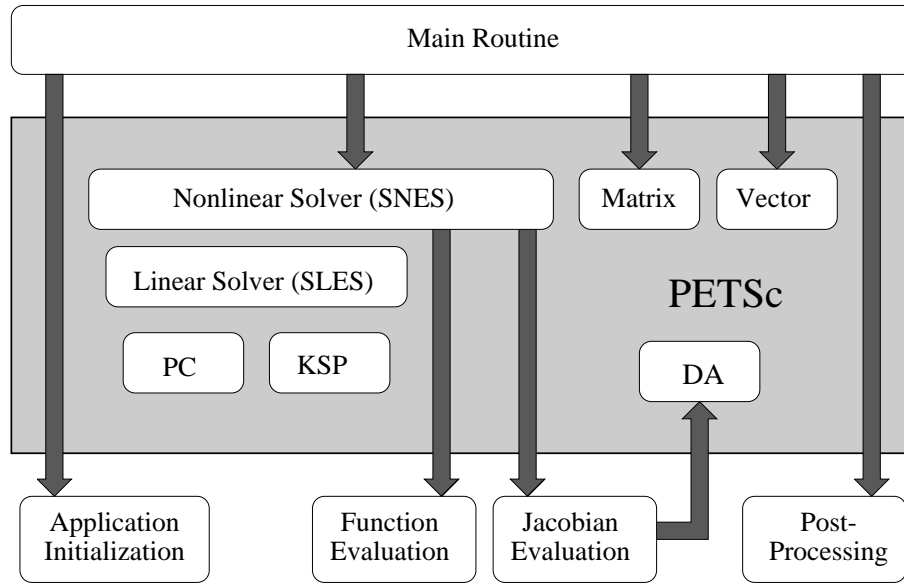 Main Routine
Nonlinear Solver (SNES)
Matrix
Vector
Linear Solver (SLES)
PETSc
PC
KSP
DA
Application
Initialization
Function
Evaluation
Jacobian
Evaluation
Post-
Processing